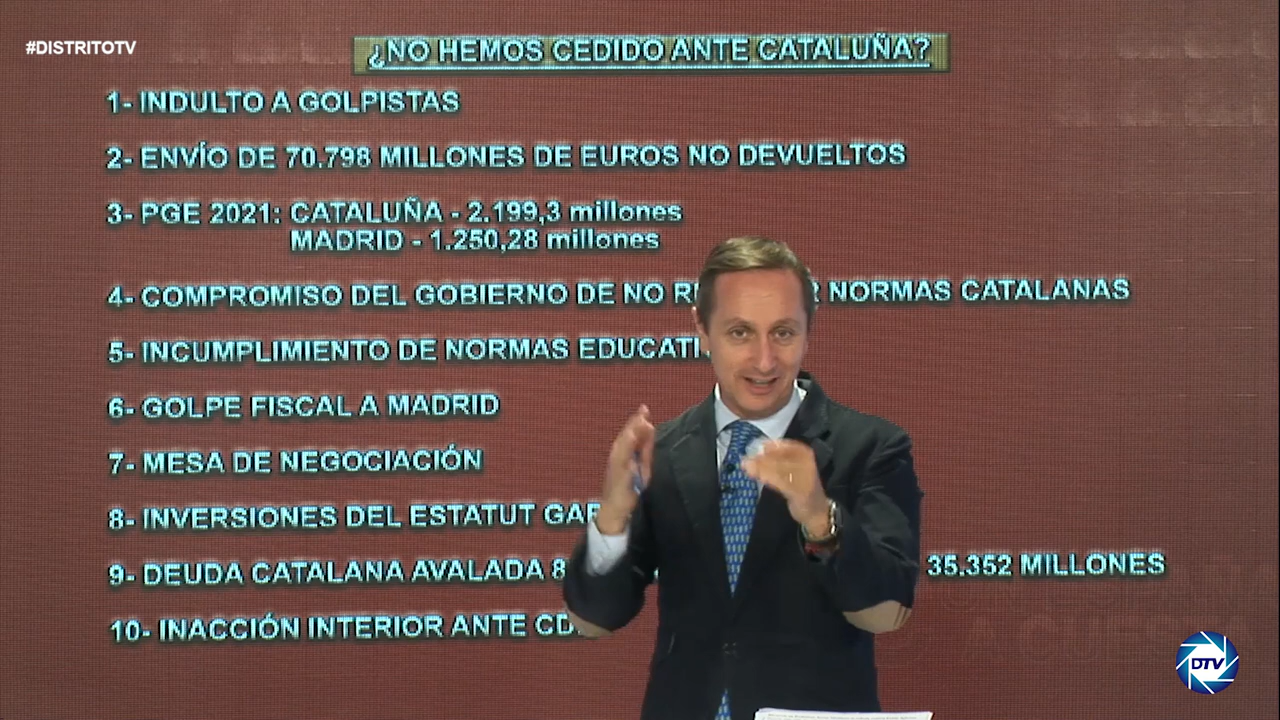 #DISTRITOTV
¿NO HEMOS CEDIDO ANTE CATALUÑA?
1- INDULTO A GOLPISTAS
2- ENVÍO DE 70.798 MILLONES DE EUROS NO DEVUELTOS
3- PGE 2021: CATALUÑA - 2.199,3 millones
MADRID - 1.250,28 millones
4- COMPROMISO DEL GOBIERNO DE NO NORMAS CATALANAS
5- INCUMPLIMIENTO DE NORMAS
6- GOLPE FISCAL A MADRID
7- MESA DE NEGOCIACIÓN
8- INVERSIONES DEL ESTATUT
9- DEUDA CATALANA AVALADA 35.352 MILLONES
10- INACCIÓN INTERIOR ANTE
DTV